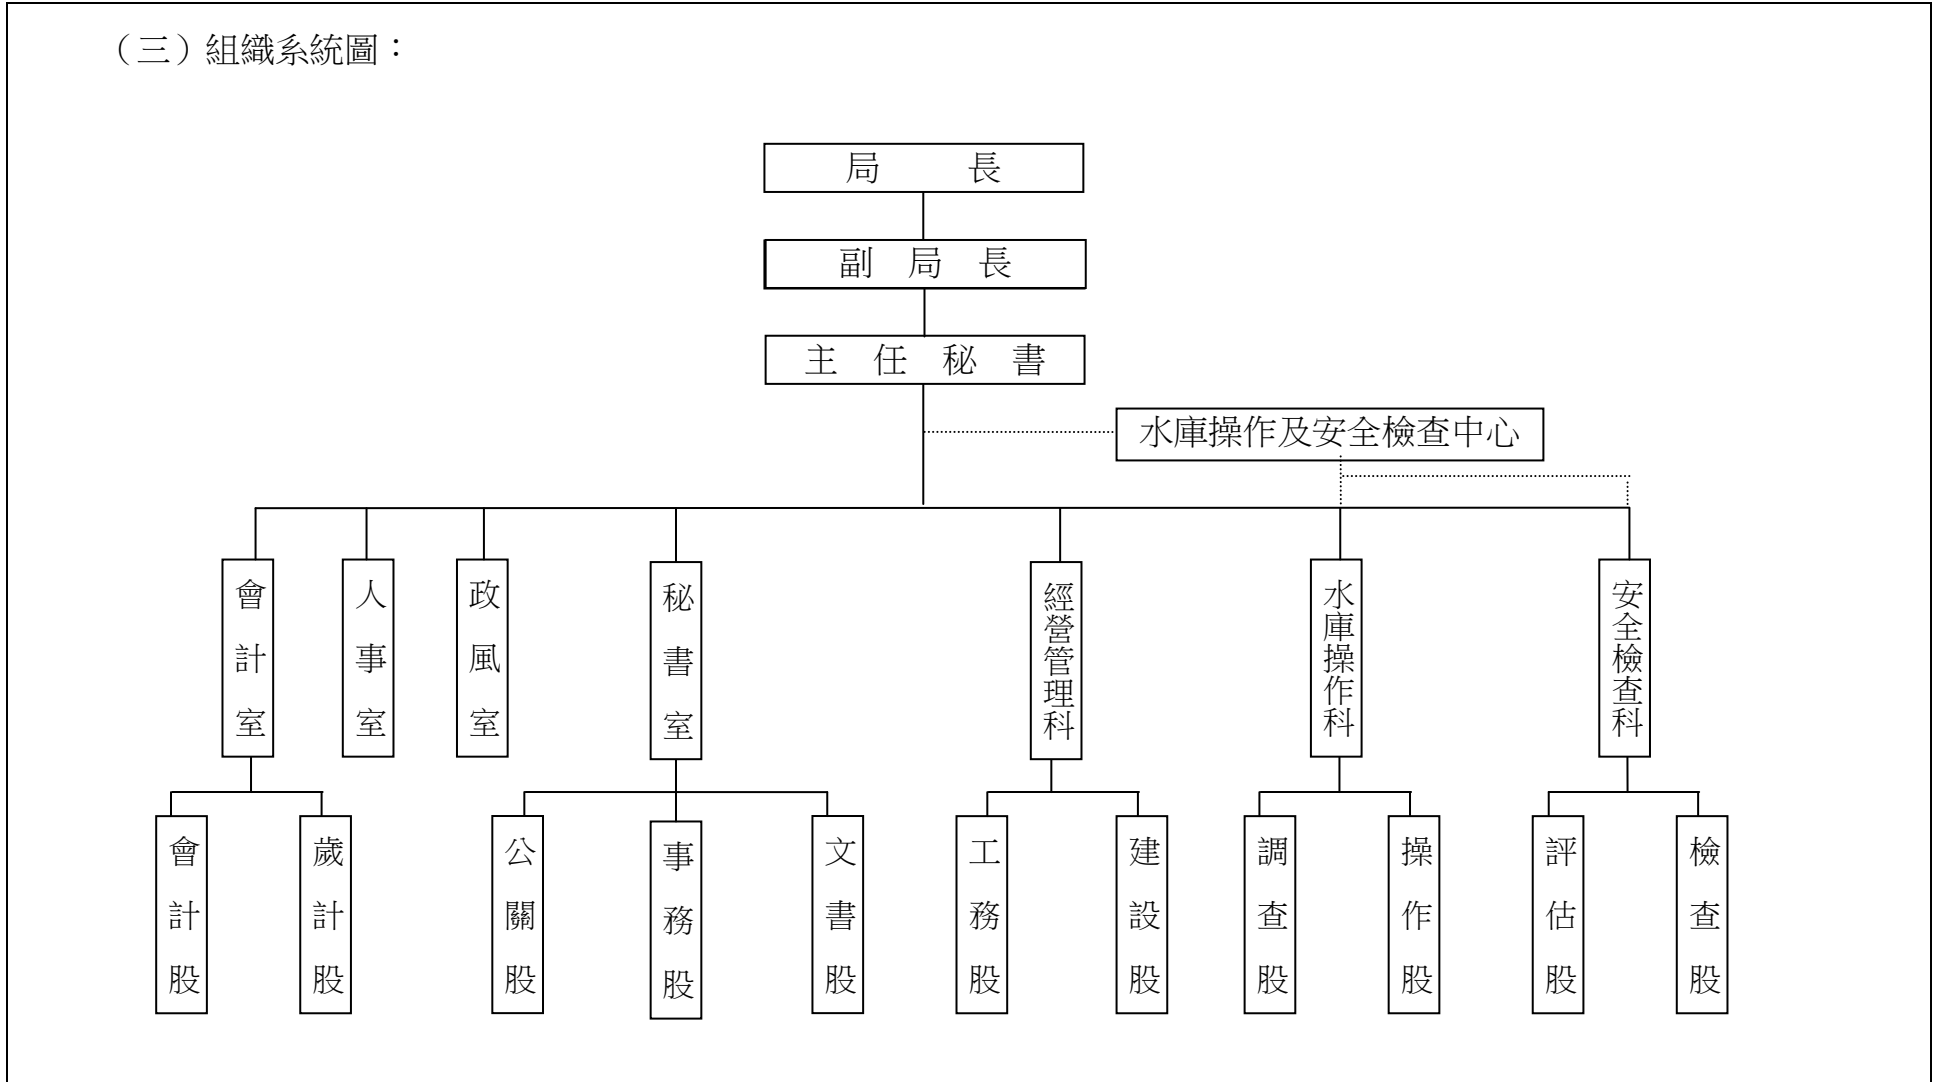 （三）組織系統圖：
局　　長
副　局　長
主　任　秘　書
水庫操作及安全檢查中心
會計室
人事室
政風室
秘書室
經營管理科
水庫操作科
安全檢查科
會計股
歲計股
公關股
事務股
文書股
工務股
建設股
調查股
操作股
評估股
檢查股